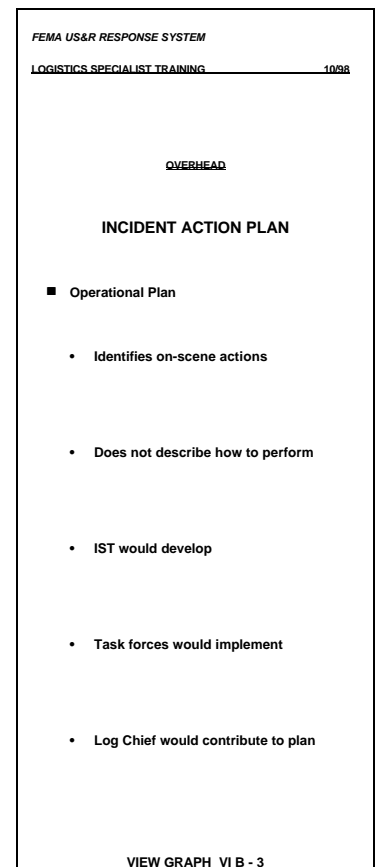 FEMA US&R RESPONSE SYSTEM
LOGISTICS SPECIALIST TRAINING 10/98
OVERHEAD
INCIDENT ACTION PLAN
■ Operational Plan
• Identifies on-scene actions
• Does not describe how to perform
• IST would develop
• Task forces would implement
• Log Chief would contribute to plan
VIEW GRAPH VI B - 3